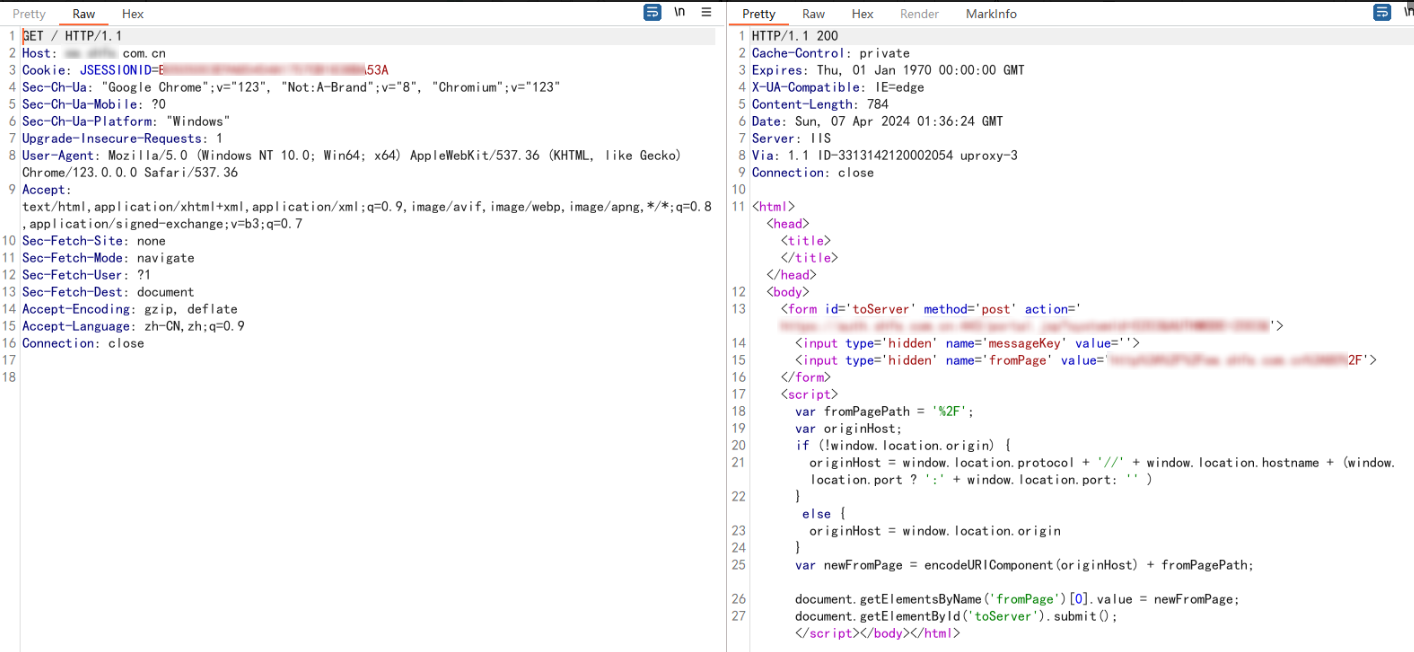 Pretty Raw Hex \n
1 GET / HTTP/1.1
2 Host: com.cn
3 Cookie: JSESSIONID= 53A
4 Sec-Ch-Ua: "Google Chrome";v="123", "Not:A-Brand";v="8", "Chromium";v="123"
5 Sec-Ch-Ua-Mobile: ?0
6 Sec-Ch-Ua-Platform: "Windows"
7 Upgrade-Insecure-Requests: 1
8 User-Agent: Mozilla/5.0 (Windows NT 10.0; Win64; x64) AppleWebKit/537.36 (KHTML, like Gecko)
Chrome/123.0.0.0 Safari/537.36
9 Accept:
text/html,application/xhtml+xml,application/xml;q=0.9,image/avif,image/webp,image/apng,*/*;q=0.8
,application/signed-exchange;v=b3;q=0.7
10 Sec-Fetch-Site: none
11 Sec-Fetch-Mode: navigate
12 Sec-Fetch-User: ?1
13 Sec-Fetch-Dest: document
14 Accept-Encoding: gzip, deflate
15 Accept-Language: zh-CN,zh;q=0.9
16 Connection: close
17
18
Pretty Raw Hex Render MarkInfo \n
1 HTTP/1.1 200
2 Cache-Control: private
3 Expires: Thu, 01 Jan 1970 00:00:00 GMT
4 X-UA-Compatible: IE=edge
5 Content-Length: 784
6 Date: Sun, 07 Apr 2024 01:36:24 GMT
7 Server: IIS
8 Via: 1.1 ID-3313142120002054 uproxy-3
9 Connection: close
10
11 <html>
<head>
<title>
</title>
</head>
12 <body>
13 <form id='toServer' method='post' action='
'>
14 <input type='hidden' name='messageKey' value=''>
15 <input type='hidden' name='fromPage' value=' 2F'>
16 </form>
17 <script>
18 var fromPagePath = '%2F';
19 var originHost;
20 if (!window.location.origin) {
21 originHost = window.location.protocol + '//' + window.location.hostname + (window.
location.port ? ':' + window.location.port: '' )
22 }
else {
23 originHost = window.location.origin
24 }
25 var newFromPage = encodeURIComponent(originHost) + fromPagePath;
26 document.getElementsByName('fromPage')[0].value = newFromPage;
27 document.getElementById('toServer').submit();
</script></body></html>